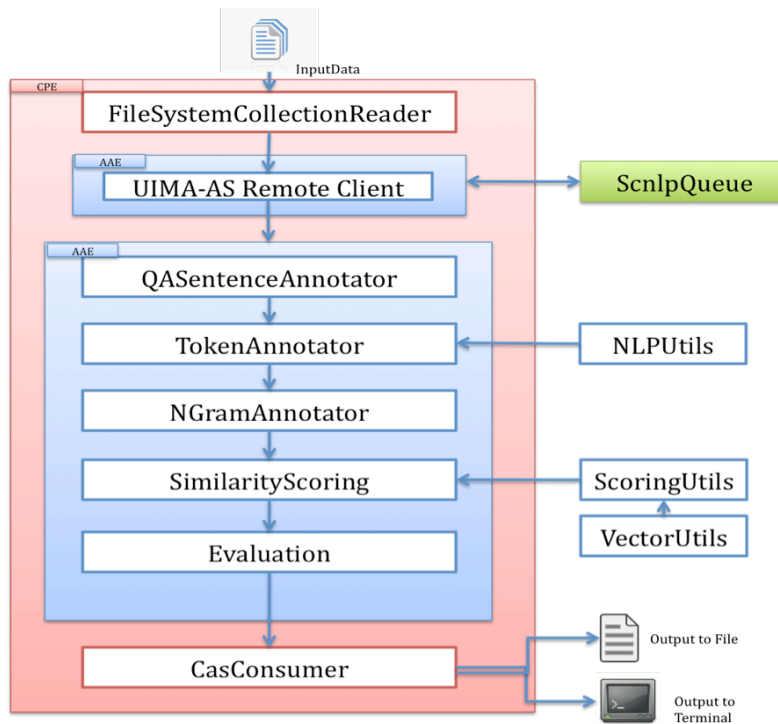 InputData
CPE
FileSystemCollectionReader
AAE
UIMA-AS Remote Client
ScnlpQueue
AAE
QASentenceAnnotator
TokenAnnotator
NLPUtils
NGramAnnotator
SimilarityScoring
ScoringUtils
Evaluation
VectorUtils
CasConsumer
Output to File
>_
Output to
Terminal